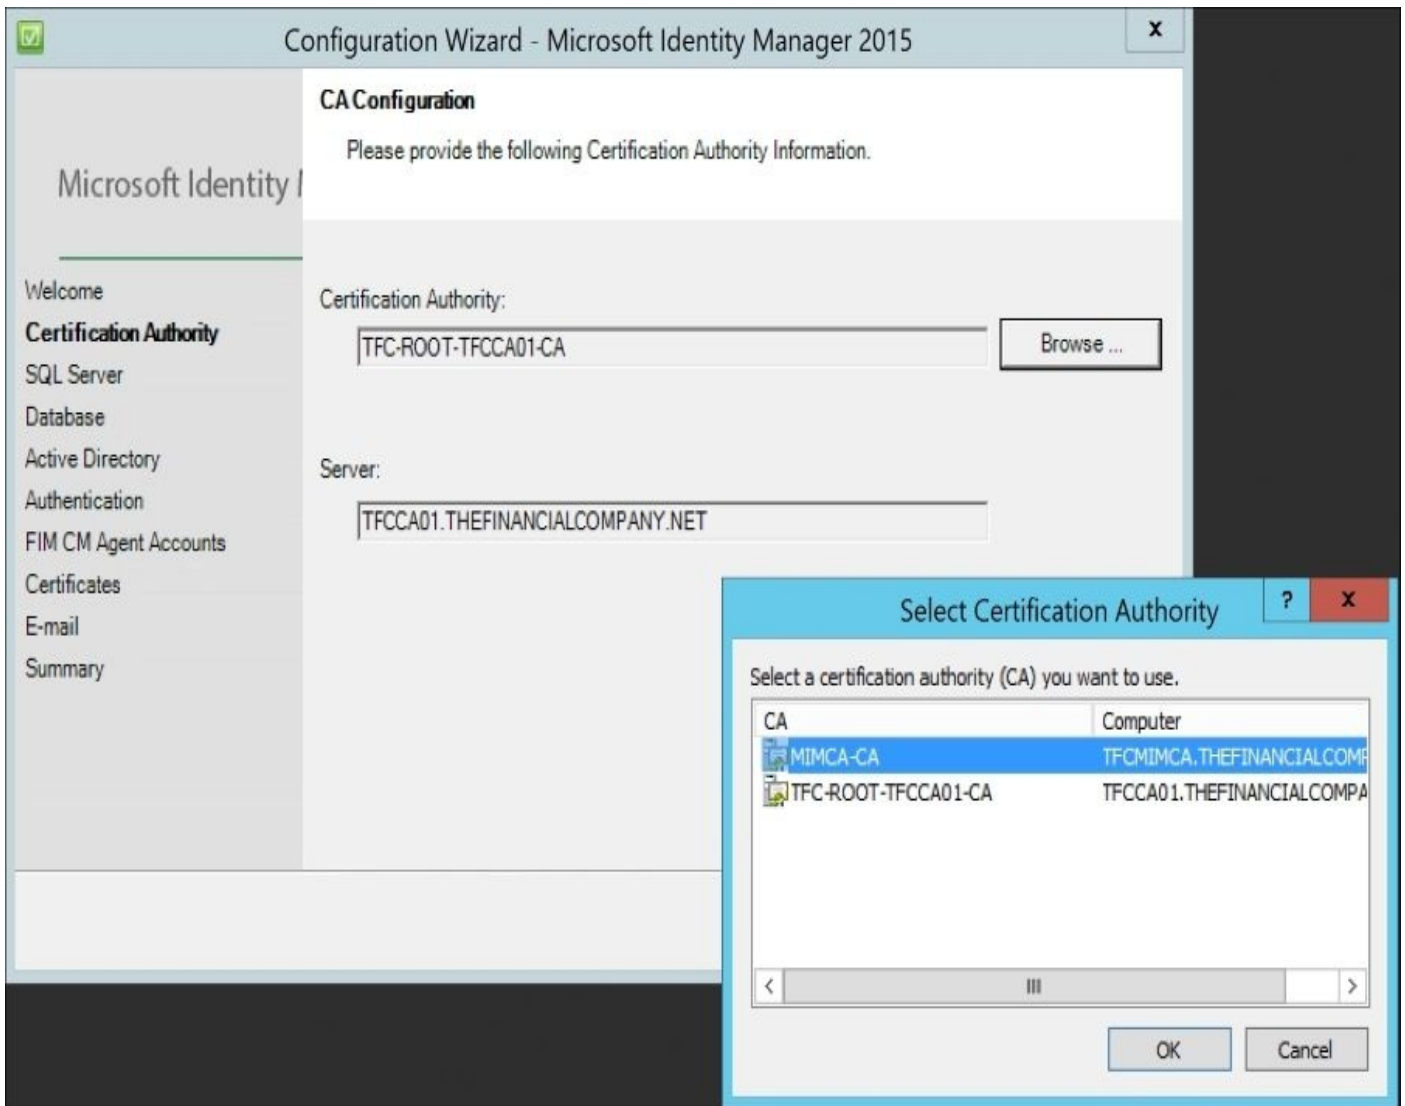 Configuration Wizard - Microsoft Identity Manager 2015
x
CA Configuration
Please provide the following Certification Authority Information.
Microsoft Identity
Welcome
Certification Authority
SQL Server
Database
Active Directory
Authentication
FIM CM Agent Accounts
Certificates
E-mail
Summary
Certification Authority:
TFC-ROOT-TFCCA01-CA
Browse ...
Server:
TFCCA01.THEFINANCIALCOMPANY.NET
Select Certification Authority
? x
Select a certification authority (CA) you want to use.
CA Computer
MIMCA-CA TFCMIMCA.THEFINANCIALCOMP
TFC-ROOT-TFCCA01-CA TFCCA01.THEFINANCIALCOMPA
OK Cancel